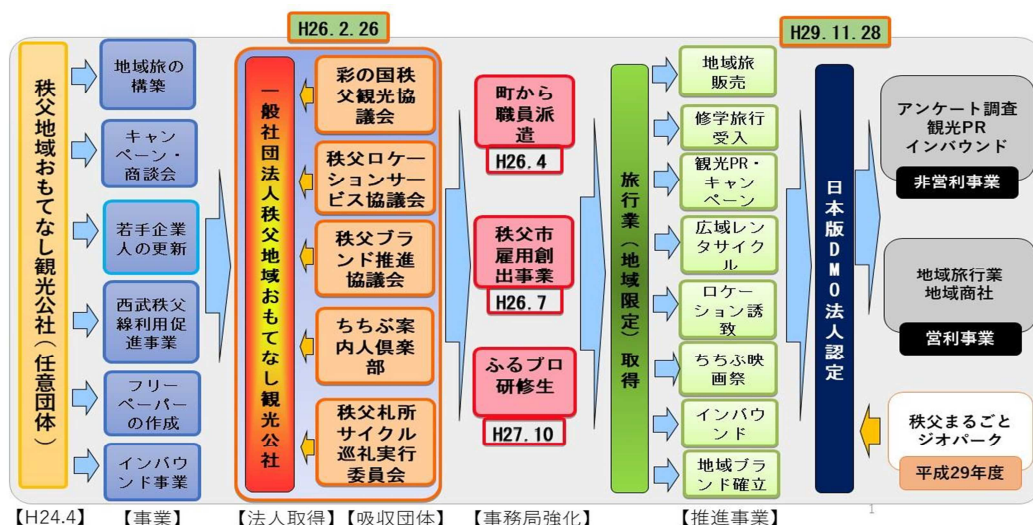 H26.2.26
H29.11.28
秩父地域おもてなし観光公社（任意団体）
地域旅の
構築
キャン
ペーン・
商談会
若手企業
人の更新
西武秩父
線利用促
進事業
フリー
ペーパー
の作成
インバウ
ンド事業
一般社団法人秩父地域おもてなし観光公社
彩の国秩
父観光協
議会
秩父ロケー
ションサー
ビス協議会
秩父ブラ
ンド推進
協議会
ちちぶ案
内人倶楽
部
秩父札所
サイクル
巡礼実行
委員会
町から
職員派
遣
H26.4
秩父市
雇用創
出事業
H26.7
ふるプロ
研修生
H27.10
旅行業（地域限定）取得
地域旅
販売
修学旅行
受入
観光PR・
キャン
ペーン
広域レン
タサイク
ル
ロケー
ション誘
致
ちちぶ映
画祭
インバウ
ンド
地域ブラ
ンド確立
日本版DMO法人認定
アンケート調査
観光PR
インバウンド
非営利事業
地域旅行業
地域商社
営利事業
秩父まるごと
ジオパーク
平成29年度
【H24.4】
【事業】
【法人取得】
【吸収団体】
【事務局強化】
【推進事業】
1